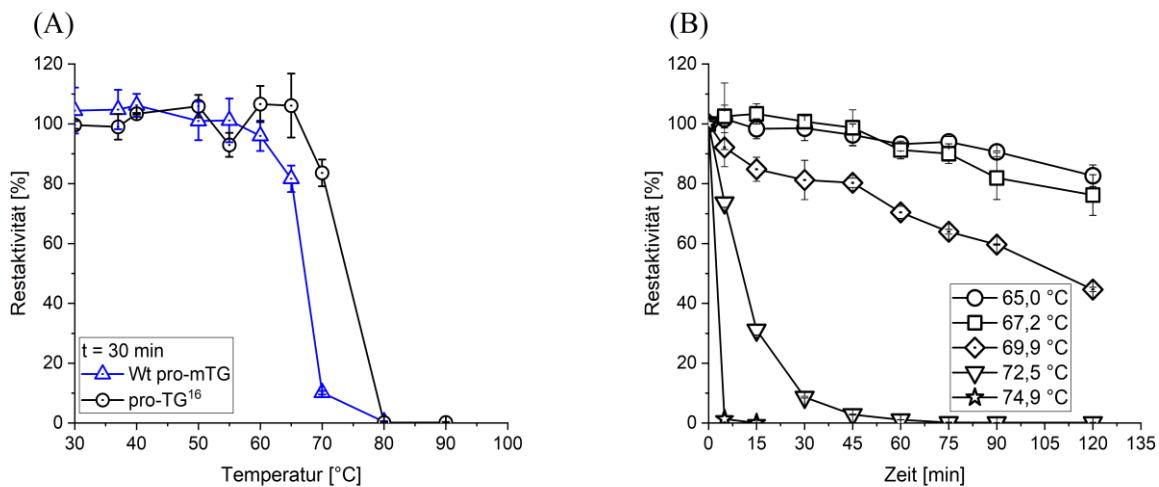 (A)
120
100
80
60
40
20
0
Restaktivität [%]
t = 30 min
Wt pro-mTG
pro-TG¹⁶
30 40 50 60 70 80 90 100
Temperatur [°C]
(B)
120
100
80
60
40
20
0
Restaktivität [%]
65,0 °C
67,2 °C
69,9 °C
72,5 °C
74,9 °C
0 15 30 45 60 75 90 105 120 135
Zeit [min]